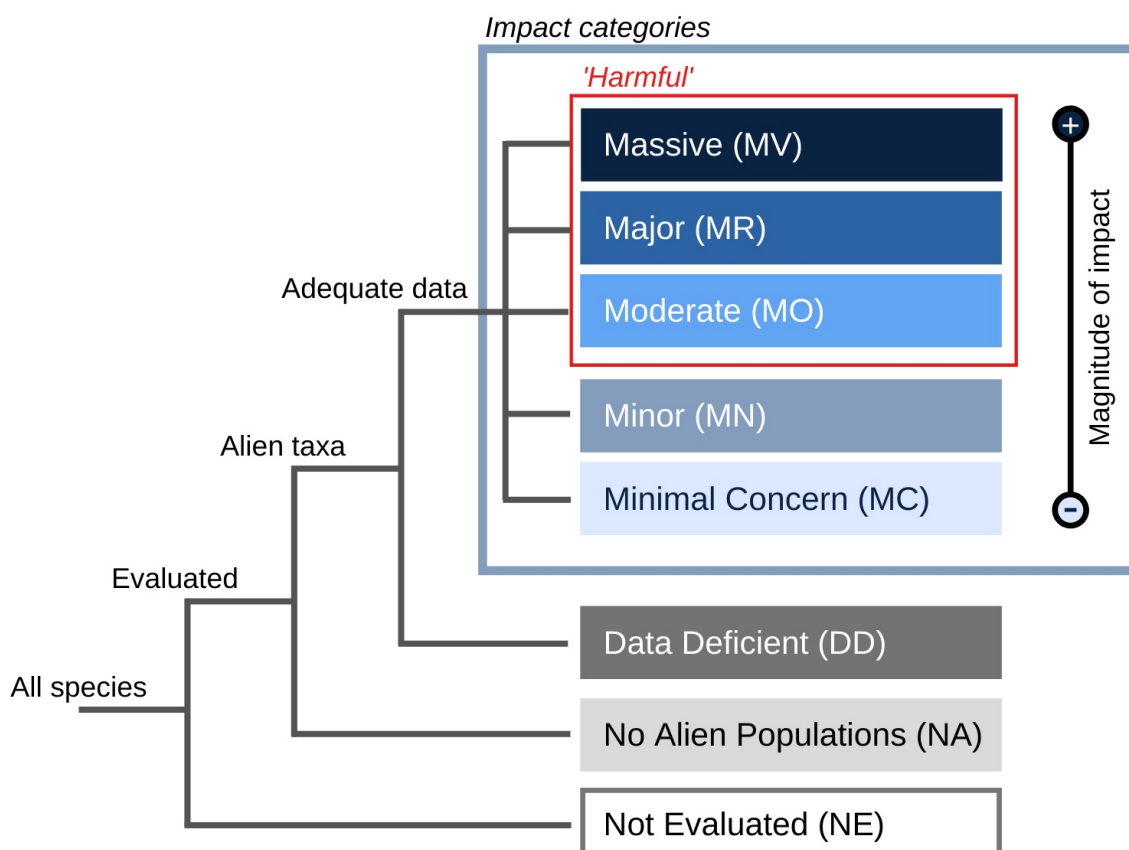 Impact categories
'Harmful'
Massive (MV)
Major (MR)
Adequate data
Moderate (MO)
Magnitude of impact
Minor (MN)
Alien taxa
Minimal Concern (MC)
Evaluated
Data Deficient (DD)
All species
No Alien Populations (NA)
Not Evaluated (NE)
+
-